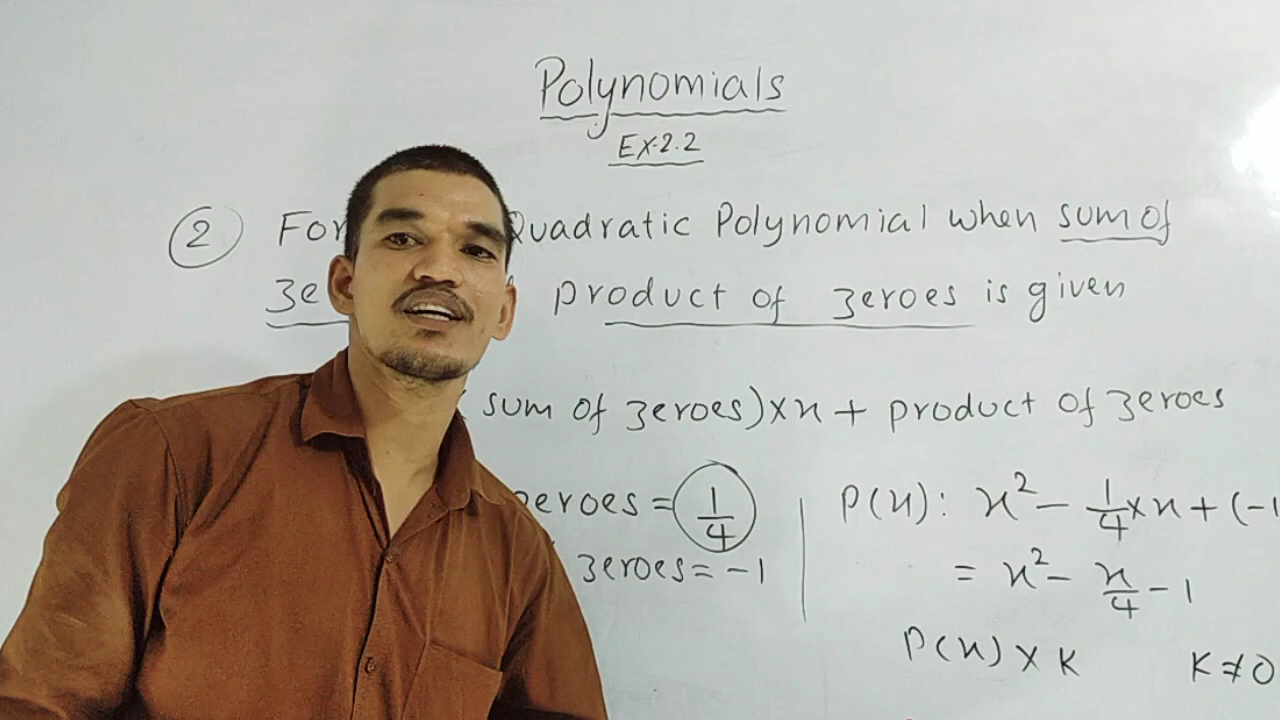 Polynomials
Ex-2.2
② For Quadratic Polynomial when sum of
zeroes product of zeroes is given
(sum of zeroes)×x + product of zeroes
zeroes = 1/4
zeroes = -1
P(x): x² - 1/4 × x + (-1
= x² - x/4 - 1
P(x) × K K≠0